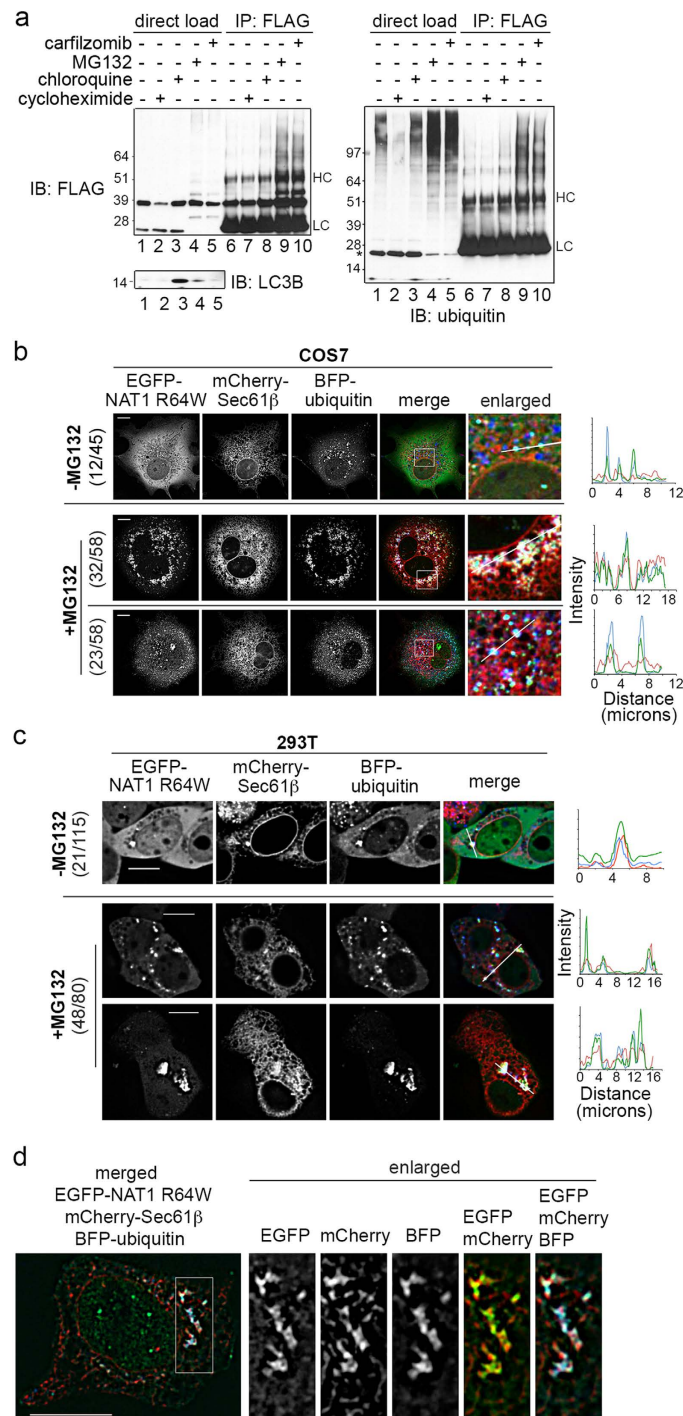 a
direct load IP: FLAG
carfilzomib - - - - + - - - - +
MG132 - - - + - - - - + -
chloroquine - - + - - - - + - -
cycloheximide - + - - - - + - - -
64
51
39
28
IB: FLAG
HC
LC
1 2 3 4 5 6 7 8 9 10
14
IB: LC3B
1 2 3 4 5
direct load IP: FLAG
- - - - + - - - - +
- - - + - - - - + -
- - + - - - - + - -
- + - - - - + - - -
97
64
51
39
28
*
14
HC
LC
1 2 3 4 5 6 7 8 9 10
IB: ubiquitin
b
COS7
EGFP- mCherry- BFP-
NAT1 R64W Sec61β ubiquitin merge enlarged
-MG132
(12/45)
0 4 8 12
+MG132
(32/58)
0 6 12 18
(23/58)
0 2 4 6 8 10
Intensity
Distance
(microns)
c
293T
EGFP- mCherry- BFP-
NAT1 R64W Sec61β ubiquitin merge
-MG132
(21/115)
0 4 8
+MG132
(48/80)
0 2 4 6 8 10 12 14 16
0 4 8 12 16
Intensity
Distance
(microns)
d
merged
EGFP-NAT1 R64W
mCherry-Sec61β
BFP-ubiquitin
enlarged
EGFP mCherry BFP
EGFP
mCherry
EGFP
mCherry
BFP